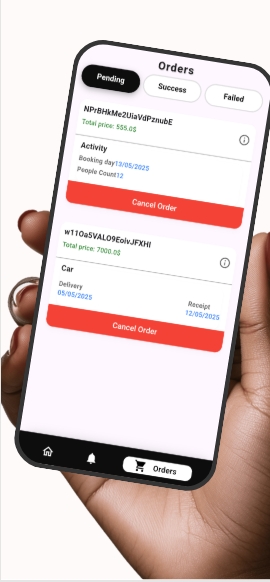 Orders
Pending
Success
Failed
NPrBHkMe2UiaVdPznubE
Total price: 555.0$
Activity
Booking day13/05/2025
People Count12
Cancel Order
w11Oa5VALO9EoivJFXHI
Total price: 7000.0$
Car
Delivery
Receipt
05/05/2025
12/05/2025
Cancel Order
Orders